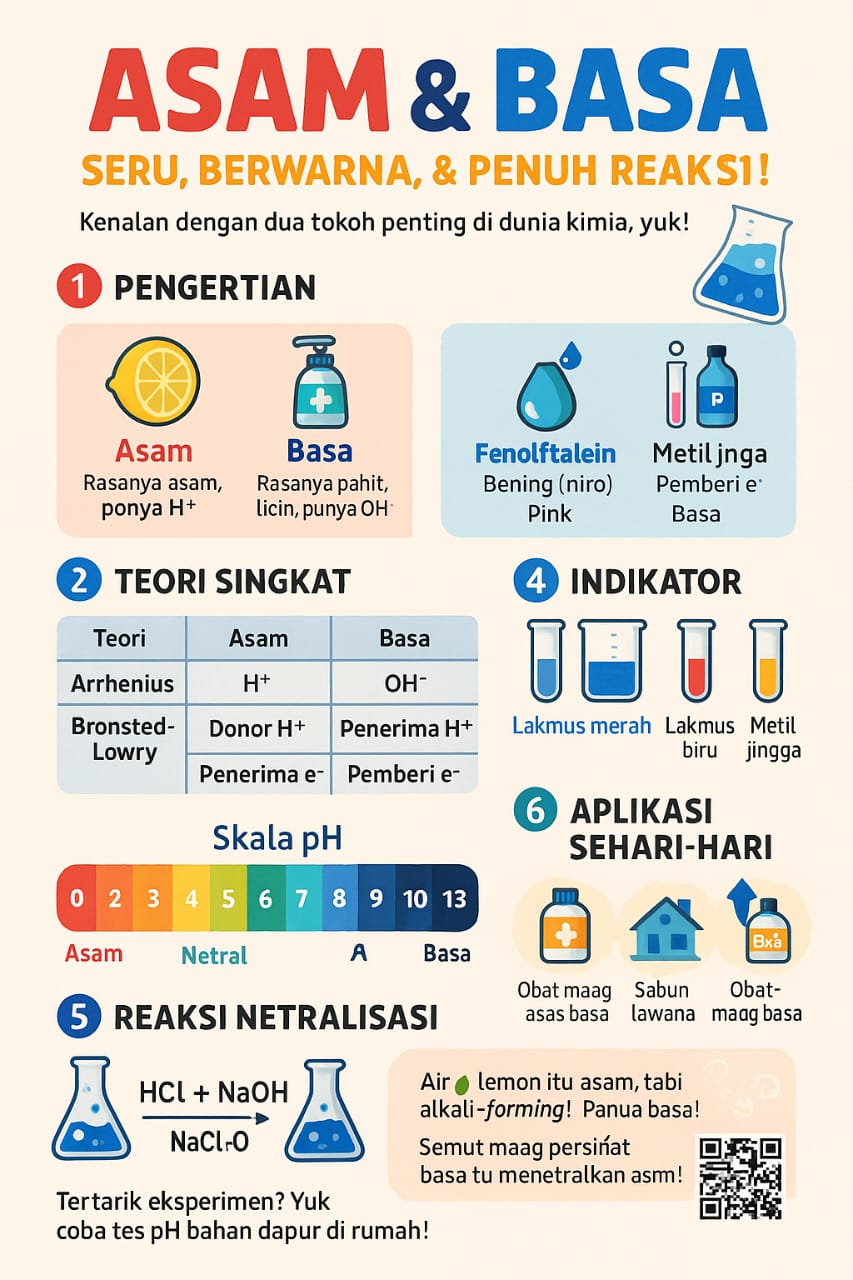 ASAM & BASA
SERU, BERWARNA, & PENUH REAKS1!
Kenalan dengan dua tokoh penting di dunia kimia, yuk!
1 PENGERTIAN
Asam
Rasanya asam,
ponya H⁺
Basa
Rasanya pahit,
licin, punya OH⁻
P
Fenolftalein
Bening (niro)
Pink
Metil jnga
Pemberi e⁻
Basa
2 TEORI SINGKAT
Teori Asam Basa
Arrhenius H⁺ OH⁻
Bronsted-
Lowry
Donor H⁺ Penerima H⁺
Penerima e⁻ Pemberi e⁻
4 INDIKATOR
Lakmus merah
Lakmus
biru
Metil
jingga
Skala pH
0 2 3 4 5 6 7 8 9 10 13
Asam Netral A Basa
6 APLIKASI
SEHARI-HARI
Bxà
Obat maag
asas basa
Sabun
lawana
Obat-
maag basa
5 REAKSI NETRALISASI
HCl + NaOH
NaCl₁-O
Air lemon itu asam, tabi
alkali-forming! Panua basa!
Semut maag persifat
basa tu menetralkan asm!
Tertarik eksperimen? Yuk
coba tes pH bahan dapur di rumah!